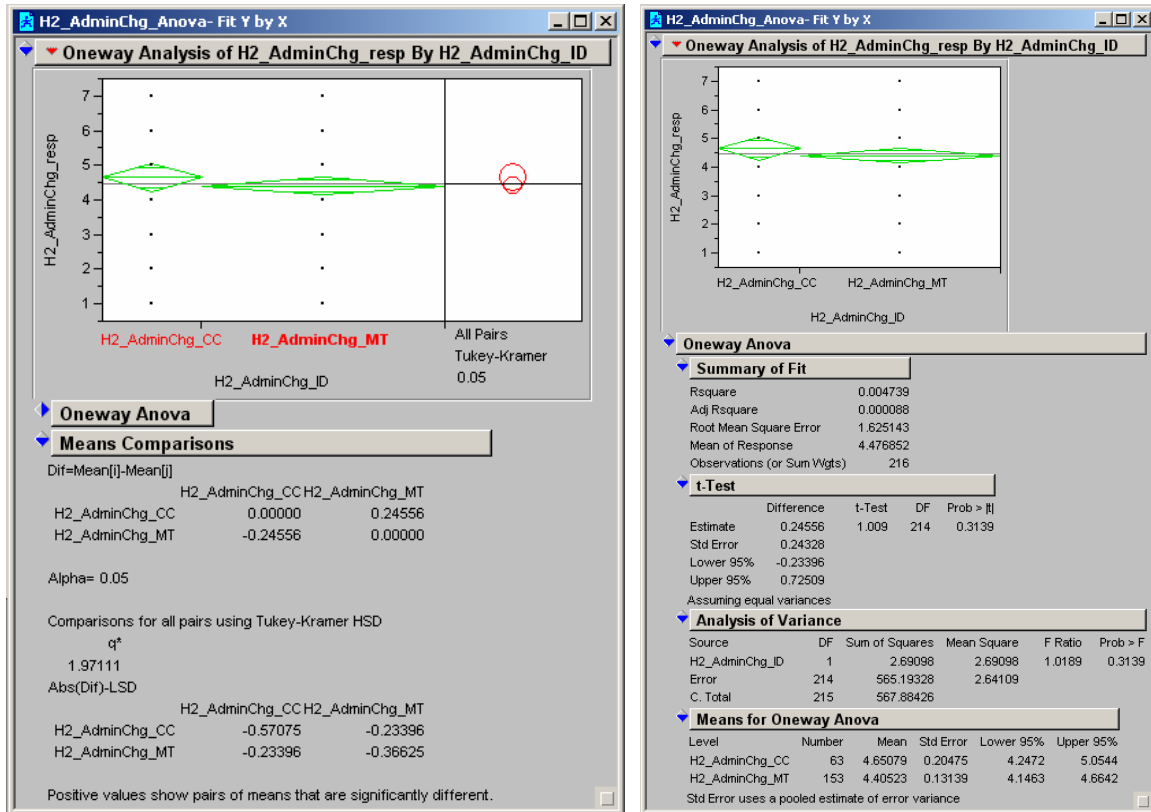 H2_AdminChg_Anova- Fit Y by X
Oneway Analysis of H2_AdminChg_resp By H2_AdminChg_ID
H2_AdminChg_resp
7
6
5
4
3
2
1
H2_AdminChg_CC H2_AdminChg_MT
All Pairs
Tukey-Kramer
0.05
H2_AdminChg_ID
Oneway Anova
Means Comparisons
Dif=Mean[i]-Mean[j]
H2_AdminChg_CC H2_AdminChg_MT
H2_AdminChg_CC 0.00000 0.24556
H2_AdminChg_MT -0.24556 0.00000
Alpha= 0.05
Comparisons for all pairs using Tukey-Kramer HSD
q*
1.97111
Abs(Dif)-LSD
H2_AdminChg_CC H2_AdminChg_MT
H2_AdminChg_CC -0.57075 -0.23396
H2_AdminChg_MT -0.23396 -0.36625
Positive values show pairs of means that are significantly different.
H2_AdminChg_Anova- Fit Y by X
Oneway Analysis of H2_AdminChg_resp By H2_AdminChg_ID
H2_AdminChg_resp
7
6
5
4
3
2
1
H2_AdminChg_CC H2_AdminChg_MT
H2_AdminChg_ID
Oneway Anova
Summary of Fit
Rsquare 0.004739
Adj Rsquare 0.000088
Root Mean Square Error 1.625143
Mean of Response 4.476852
Observations (or Sum Wgts) 216
t-Test
Difference t-Test DF Prob > |t|
Estimate 0.24556 1.009 214 0.3139
Std Error 0.24328
Lower 95% -0.23396
Upper 95% 0.72509
Assuming equal variances
Analysis of Variance
Source DF Sum of Squares Mean Square F Ratio Prob > F
H2_AdminChg_ID 1 2.69098 2.69098 1.0189 0.3139
Error 214 565.19328 2.64109
C. Total 215 567.88426
Means for Oneway Anova
Level Number Mean Std Error Lower 95% Upper 95%
H2_AdminChg_CC 63 4.65079 0.20475 4.2472 5.0544
H2_AdminChg_MT 153 4.40523 0.13139 4.1463 4.6642
Std Error uses a pooled estimate of error variance